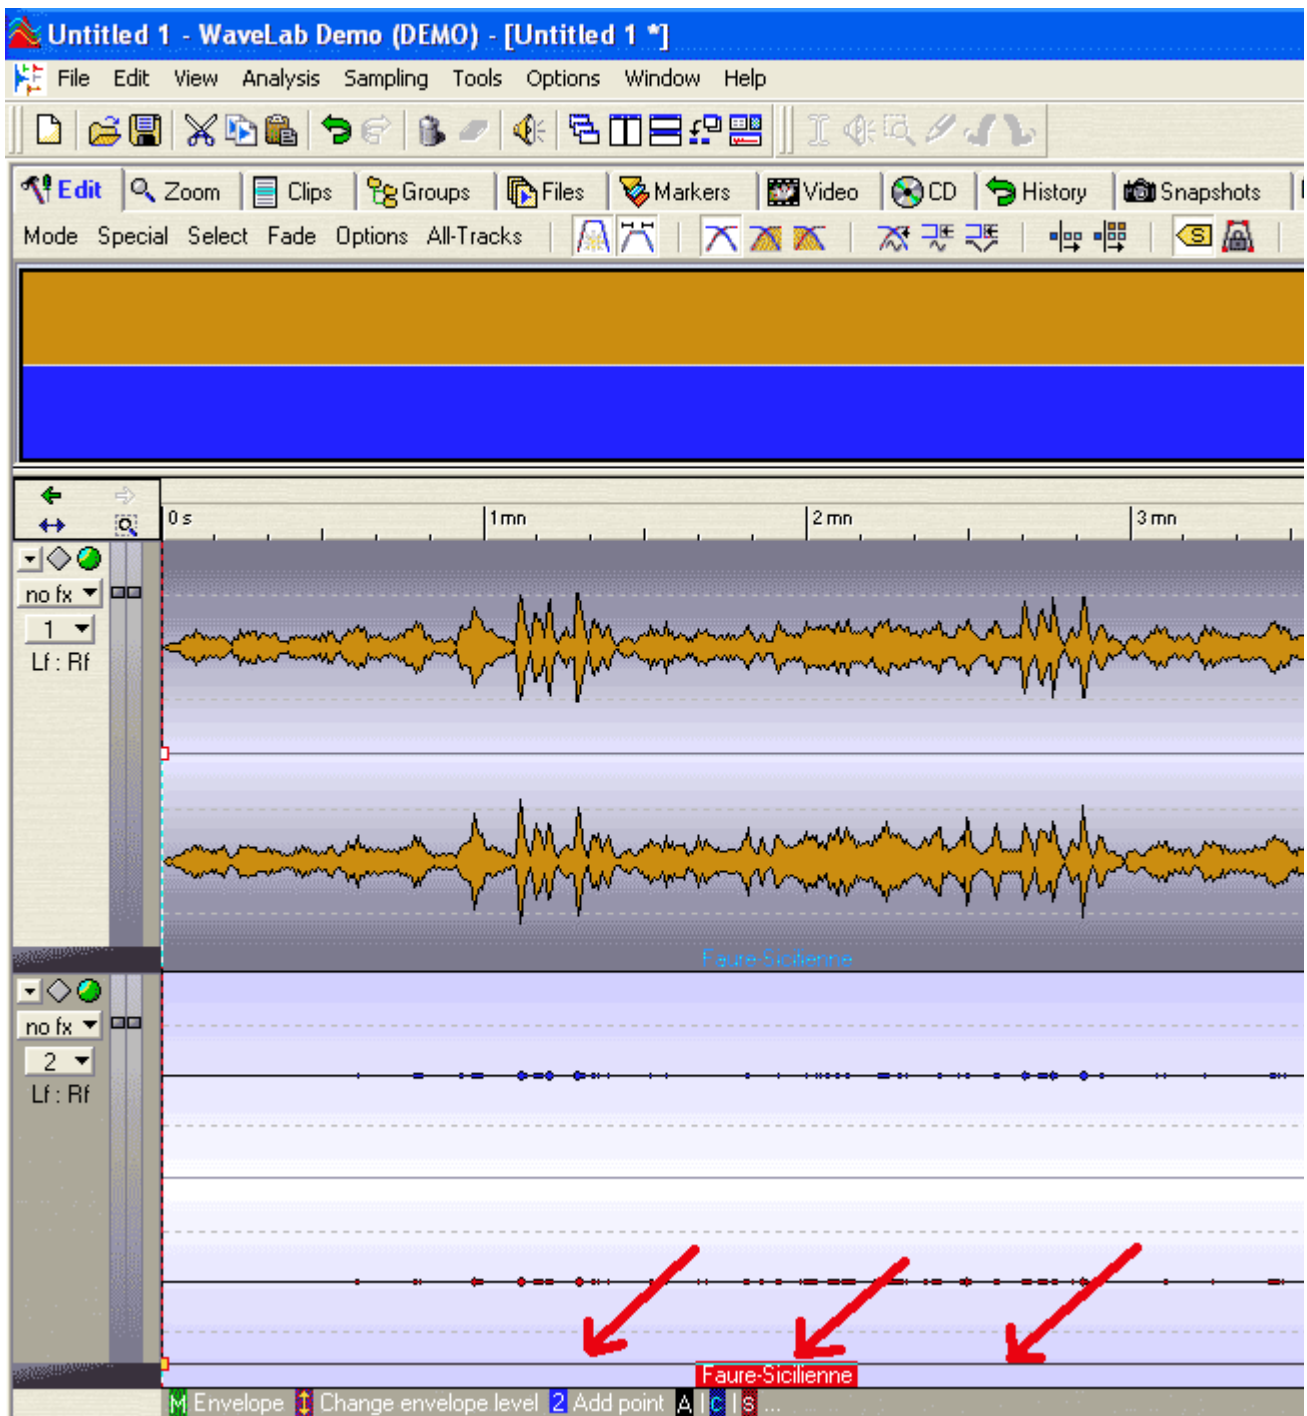 Untitled 1 - WaveLab Demo (DEMO) - [Untitled 1 *]
File Edit View Analysis Sampling Tools Options Window Help
Edit Zoom Clips Groups Files Markers Video CD History Snapshots
Mode Special Select Fade Options All-Tracks S
0 s 1 mn 2 mn 3 mn
no fx
1
Lf : Rf
Faure-Sicilienne
no fx
2
Lf : Rf
Faure-Sicilienne
M Envelope Change envelope level 2 Add point A | c | s ...